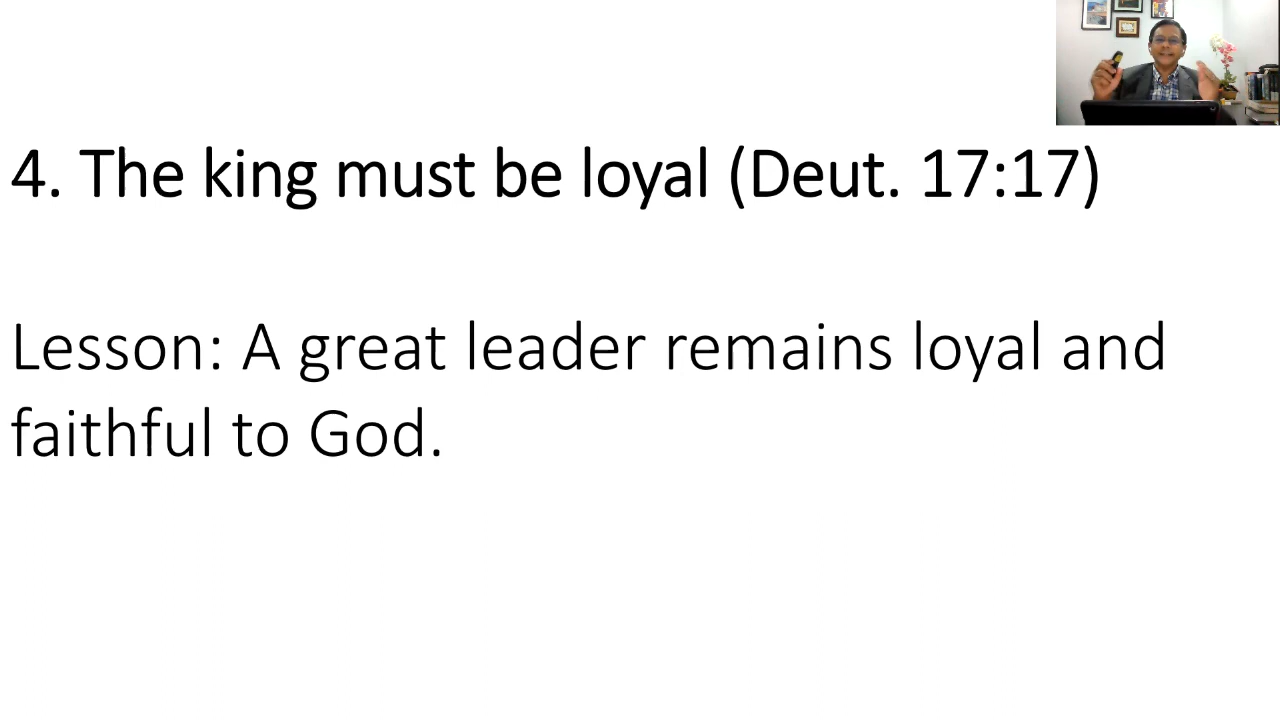 4. The king must be loyal (Deut. 17:17)
Lesson: A great leader remains loyal and
faithful to God.